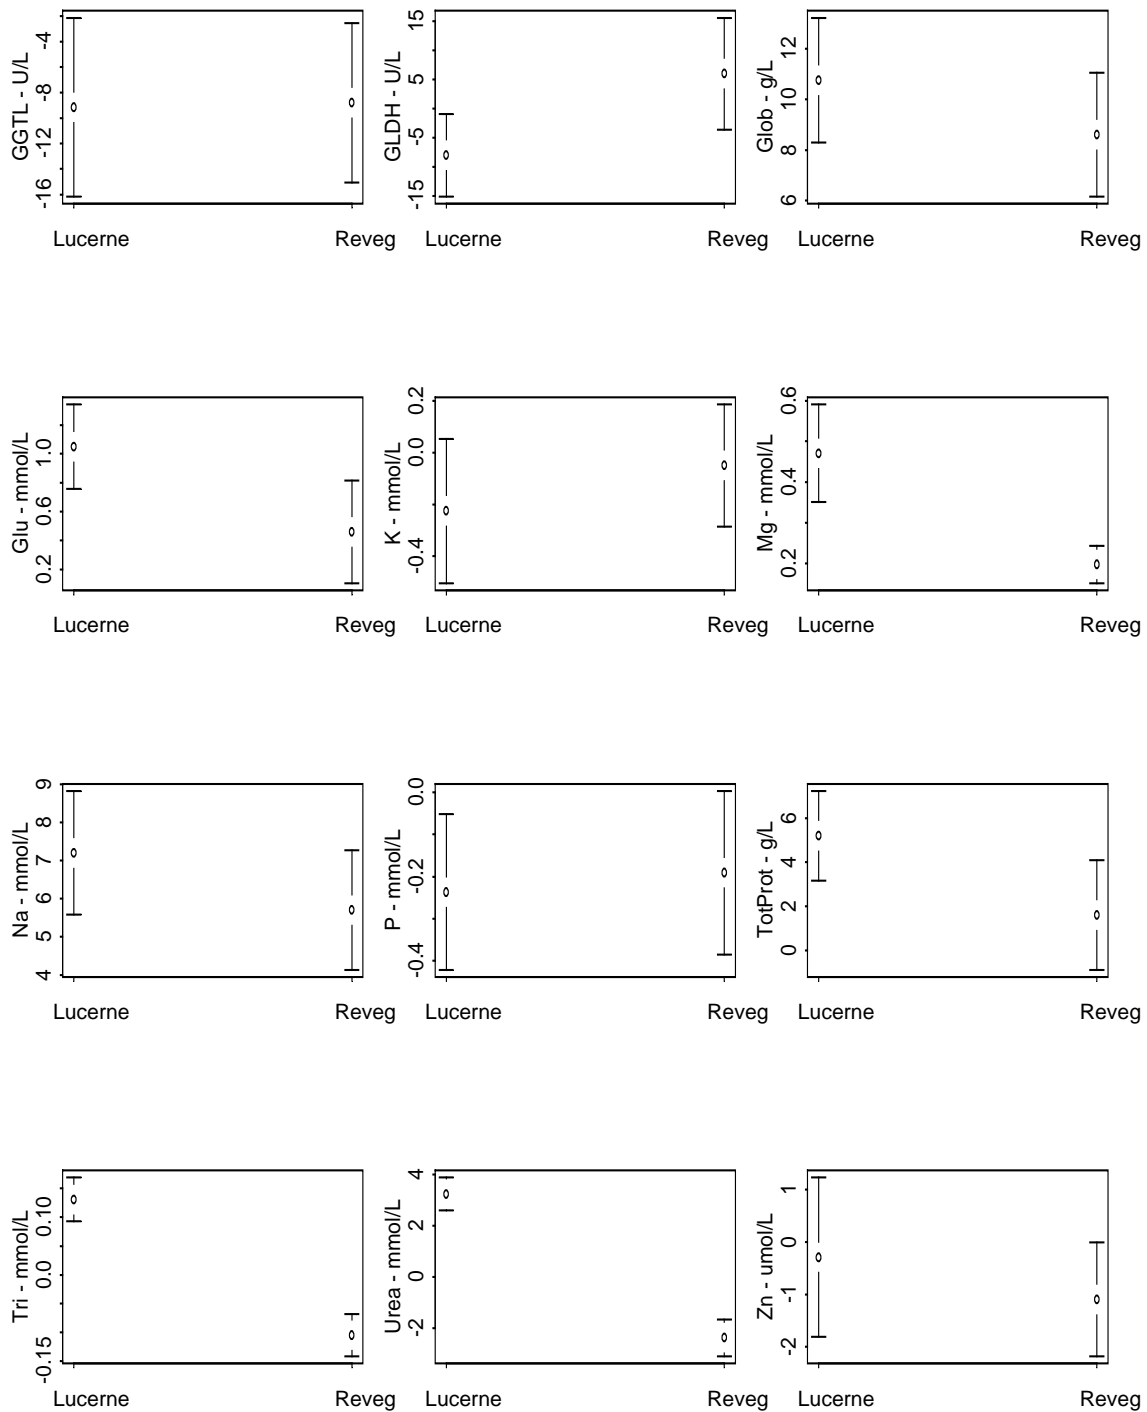 GGTL - U/L
-4
-8
-12
-16
Lucerne Reveg
GLDH - U/L
15
5
-5
-15
Lucerne Reveg
Glob - g/L
12
10
8
6
Lucerne Reveg
Glu - mmol/L
1.0
0.6
0.2
Lucerne Reveg
K - mmol/L
0.2
0.0
-0.4
Lucerne Reveg
Mg - mmol/L
0.6
0.4
0.2
Lucerne Reveg
Na - mmol/L
9
8
7
6
5
4
Lucerne Reveg
P - mmol/L
0.0
-0.2
-0.4
Lucerne Reveg
TotProt - g/L
6
4
2
0
Lucerne Reveg
Tri - mmol/L
0.10
0.0
-0.15
Lucerne Reveg
Urea - mmol/L
4
2
0
-2
Lucerne Reveg
Zn - umol/L
1
0
-1
-2
Lucerne Reveg